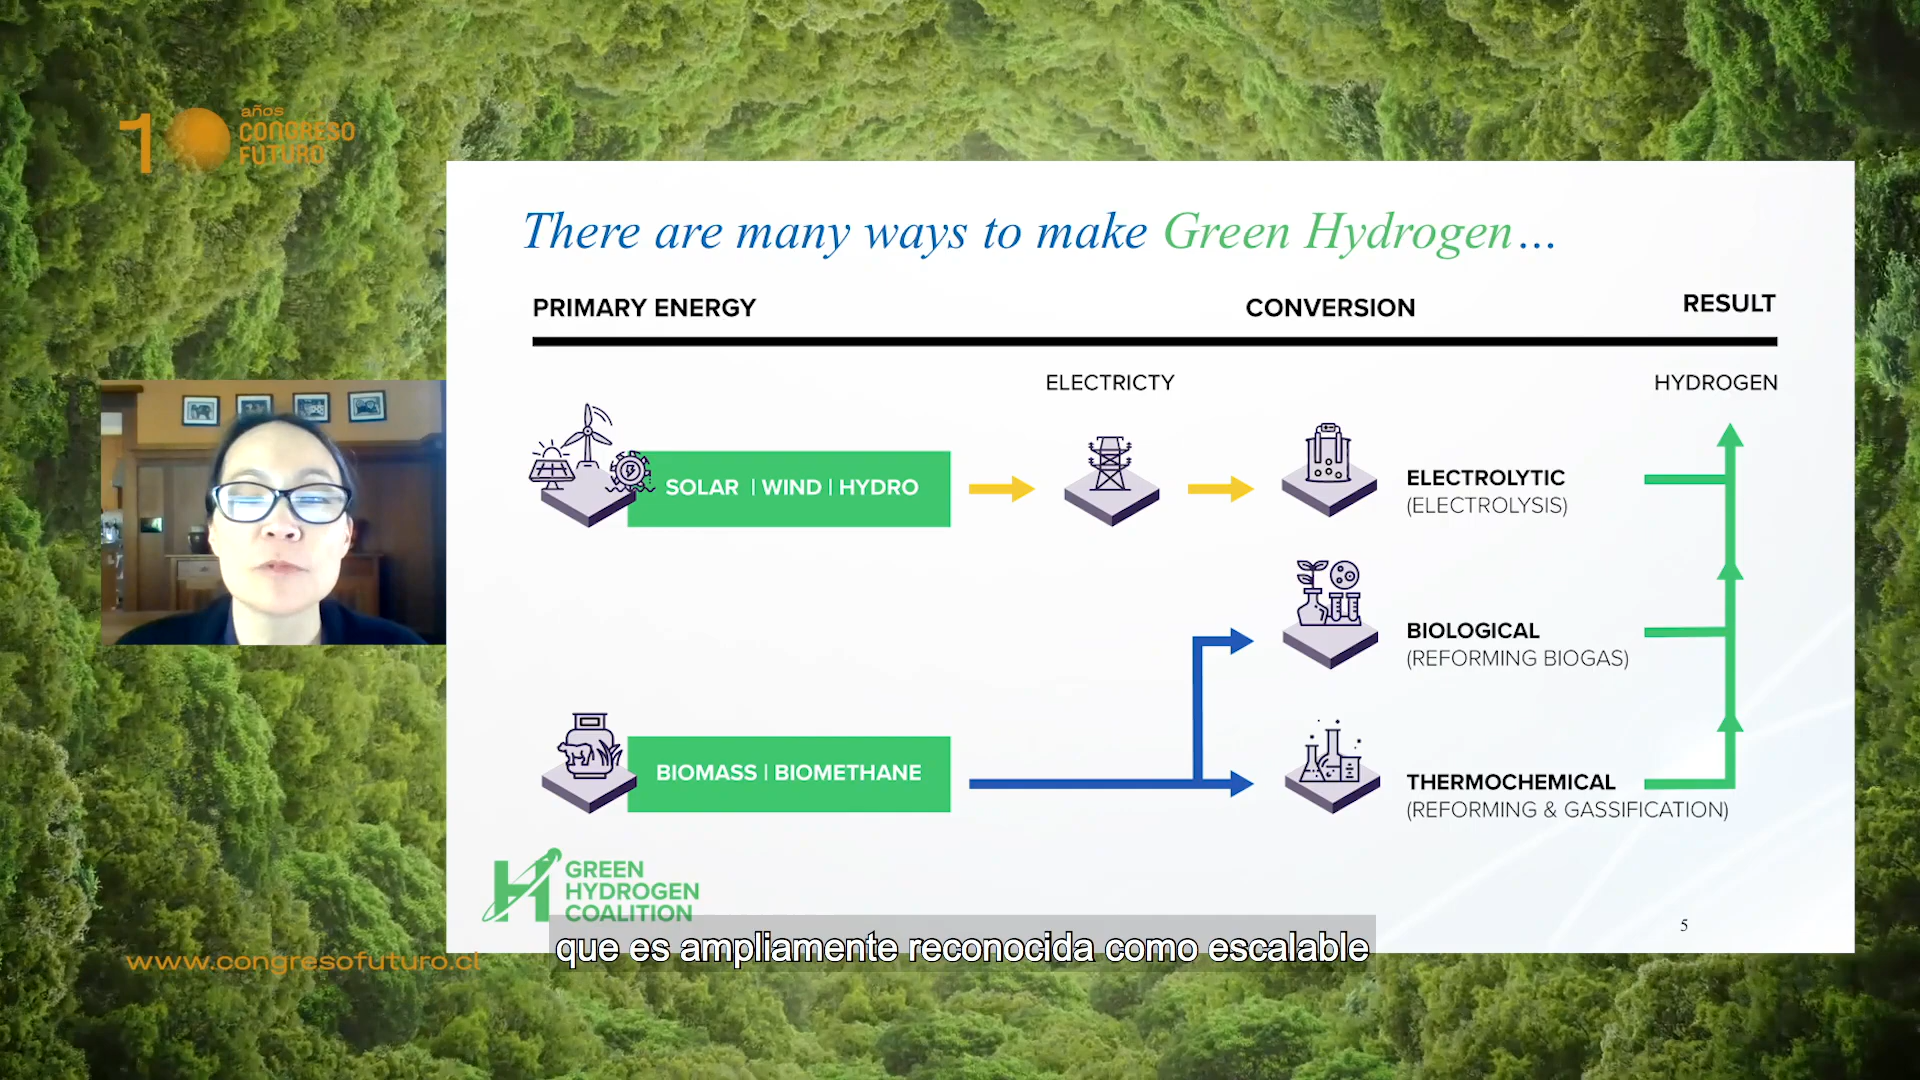 10 años
CONGRESO
FUTURO
There are many ways to make Green Hydrogen...
PRIMARY ENERGY
CONVERSION
RESULT
ELECTRICTY
HYDROGEN
SOLAR | WIND | HYDRO
ELECTROLYTIC
(ELECTROLYSIS)
BIOLOGICAL
(REFORMING BIOGAS)
BIOMASS | BIOMETHANE
THERMOCHEMICAL
(REFORMING & GASSIFICATION)
GREEN
HYDROGEN
COALITION
5
que es ampliamente reconocida como escalable
www.congresofuturo.cl